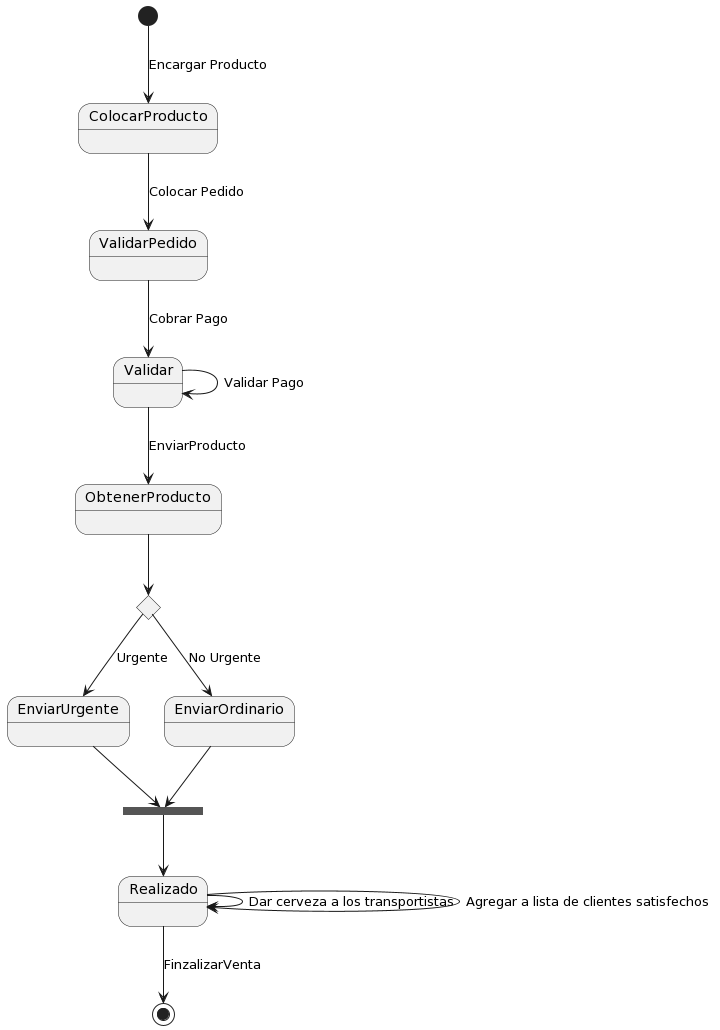 Encargar Producto
ColocarProducto
Colocar Pedido
ValidarPedido
Cobrar Pago
Validar
Validar Pago
EnviarProducto
ObtenerProducto
Urgente
No Urgente
EnviarUrgente
EnviarOrdinario
Realizado
Dar cerveza a los transportistas
Agregar a lista de clientes satisfechos
FinzalizarVenta